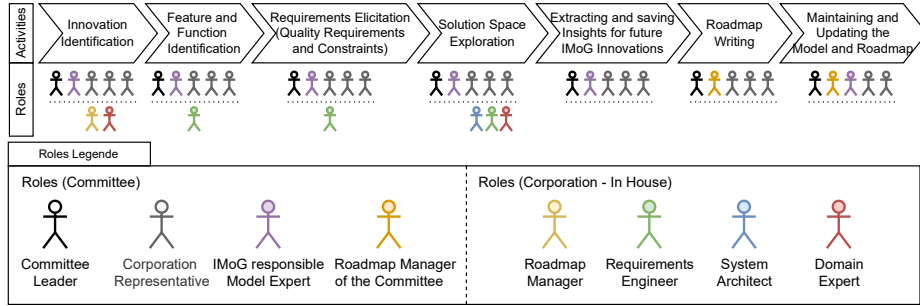 Activities
Innovation
Identification
Feature and
Function
Identification
Requirements Elicitation
(Quality Requirements
and Constraints)
Solution Space
Exploration
Extracting and saving
Insights for future
IMoG Innovations
Roadmap
Writing
Maintaining and
Updating the
Model and Roadmap
Roles
Roles Legende
Roles (Committee)
Committee
Leader
Corporation
Representative
IMoG responsible
Model Expert
Roadmap Manager
of the Committee
Roles (Corporation - In House)
Roadmap
Manager
Requirements
Engineer
System
Architect
Domain
Expert